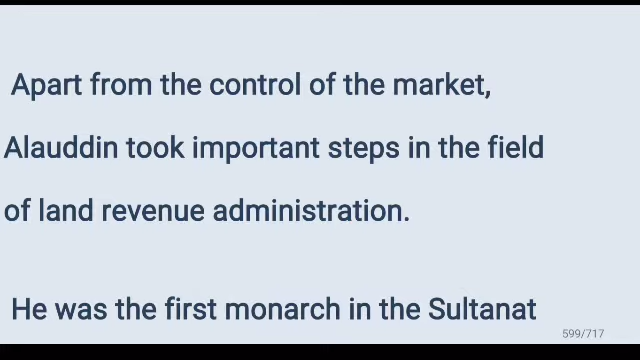 Apart from the control of the market,
Alauddin took important steps in the field
of land revenue administration.
He was the first monarch in the Sultanat
599/717